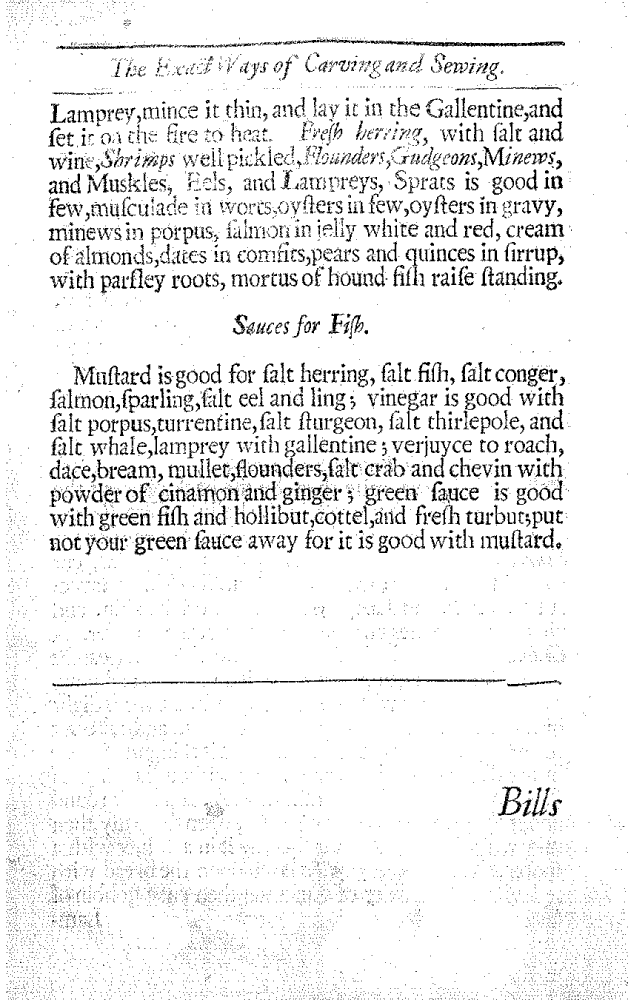 The Exact Ways of Carving and Sewing.
Lamprey,mince it thin, and lay it in the Gallentine,and
ſet it on the fire to heat. Freſh herring, with ſalt and
wine,Shrimps well pickled,Flounders,Gudgeons,Minews,
and Muskles, Eels, and Lampreys, Sprats is good in
ſew,muſculade in worts,oyſters in ſew,oyſters in gravy,
minews in porpus, ſalmon in jelly white and red, cream
of almonds,dates in comfits,pears and quinces in ſirrup,
with parſley roots, mortus of hound fiſh raiſe ſtanding.
Sauces for Fiſh.
Muſtard is good for ſalt herring, ſalt fiſh, ſalt conger,
ſalmon,ſparling,ſalt eel and ling; vinegar is good with
ſalt porpus,turrentine,ſalt ſturgeon, ſalt thirlepole, and
ſalt whale,lamprey with gallentine; verjuyce to roach,
dace,bream, mullet,flounders,ſalt crab and chevin with
powder of cinamon and ginger; green ſauce is good
with green fiſh and hollibut,cottel,and freſh turbut;put
not your green ſauce away for it is good with muſtard.
Bills